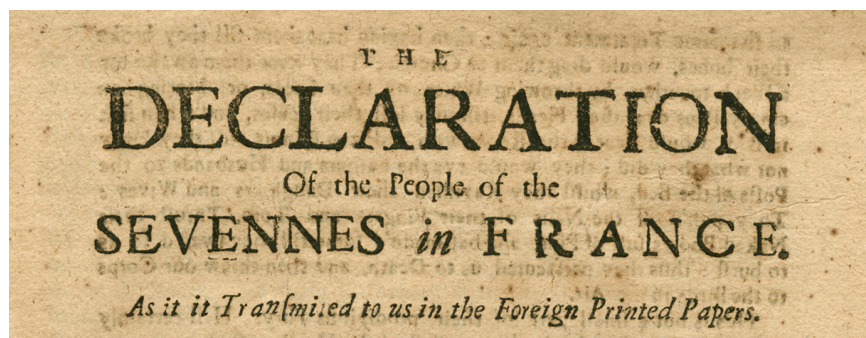 THE
DECLARATION
Of the People of the
SEVENNES in FRANCE.
As it it Tranſmited to us in the Foreign Printed Papers.